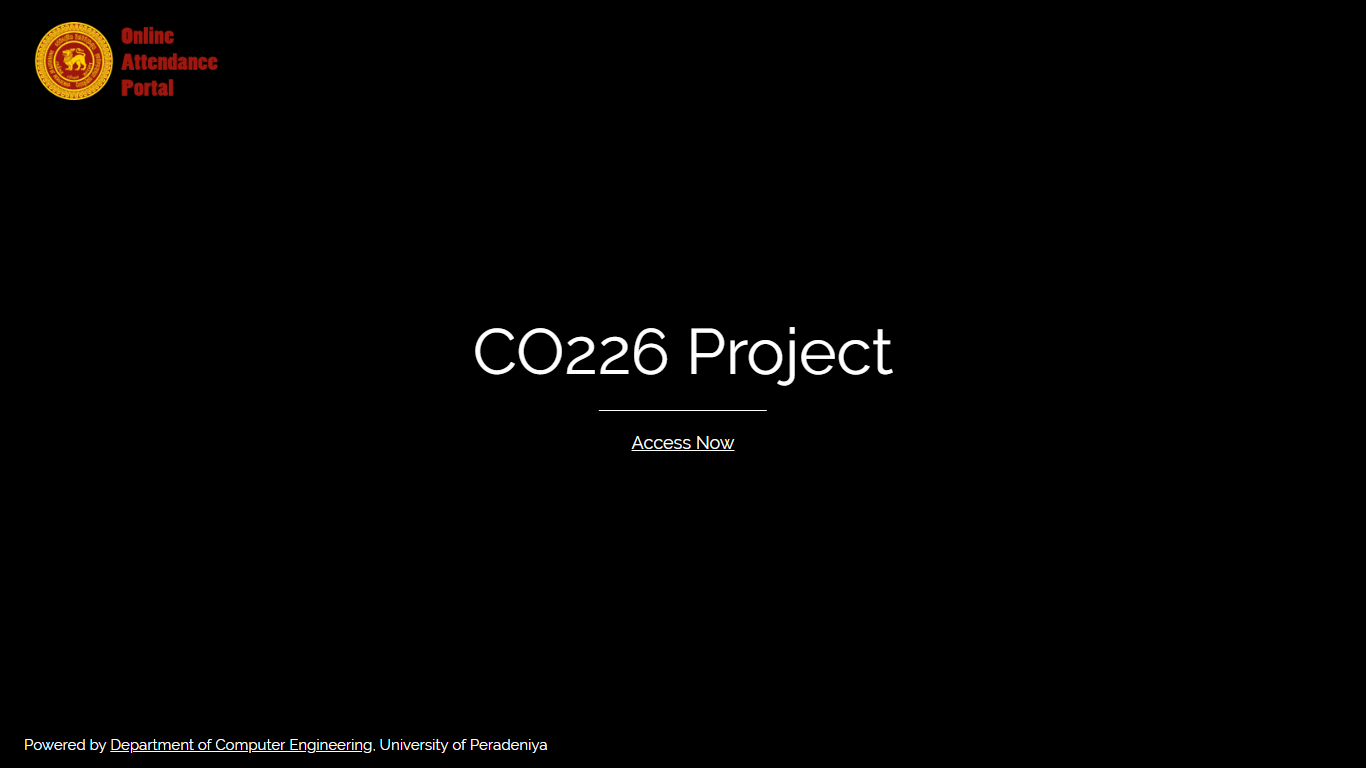 Online
Attendance
Portal
CO226 Project
Access Now
Powered by Department of Computer Engineering, University of Peradeniya